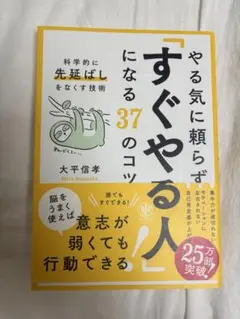 やる気に頼らず
「すぐやる人」
になる37のコツ
科学的に
先延ばし
をなくす技術
大平信孝
誰でも
すぐできる!
脳を
うまく
使えば
意志が
弱くても
行動できる!
25万部
突破!